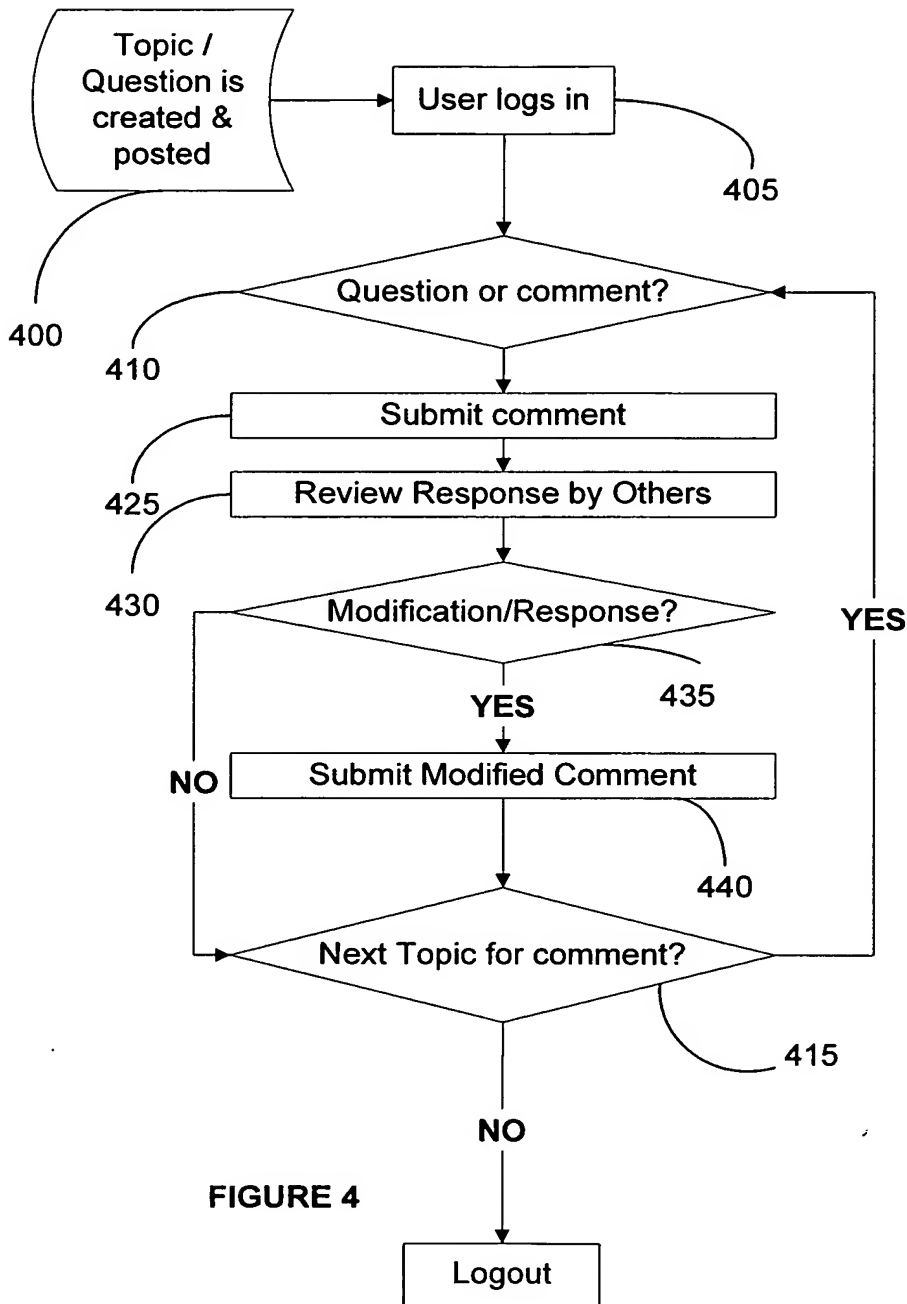 Topic /
Question is
created &
posted
User logs in
405
Question or comment?
400
410
Submit comment
425
Review Response by Others
430
Modification/Response?
YES
435
YES
NO
Submit Modified Comment
440
Next Topic for comment?
415
NO
FIGURE 4
Logout